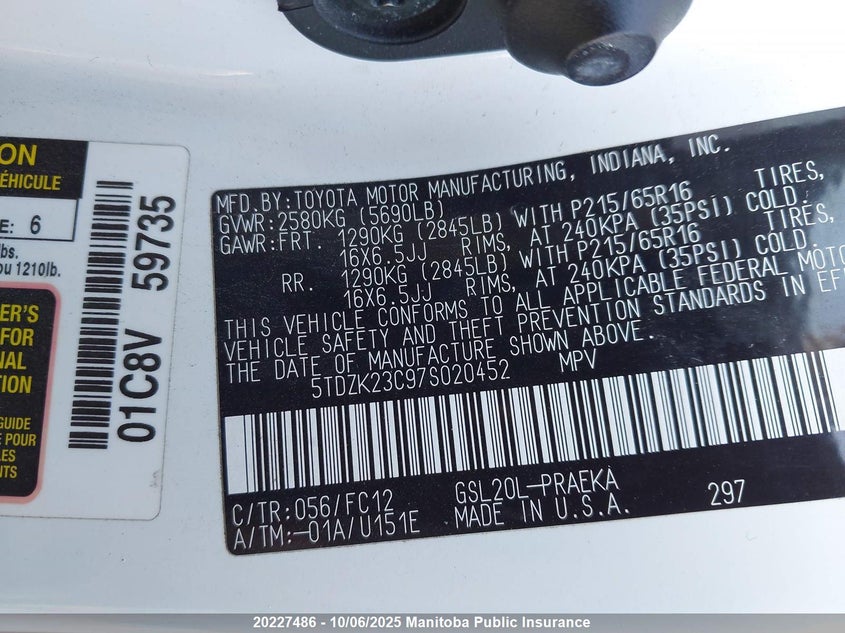 ON
ÉHICULE
E: 6
lbs.
ou 1210lb.
ER'S
FOR
NAL
TION
GUIDE
E POUR
LES
NTS
01C8V 59735
MFD.BY:TOYOTA MOTOR MANUFACTURING, INDIANA, INC.
GVWR:2580KG (5690LB)
GAWR:FRT. 1290KG (2845LB) WITH P215/65R16 TIRES,
16X6.5JJ RIMS, AT 240KPA (35PSI) COLD.
RR. 1290KG (2845LB) WITH P215/65R16 TIRES,
16X6.5JJ RIMS, AT 240KPA (35PSI) COLD.
THIS VEHICLE CONFORMS TO ALL APPLICABLE FEDERAL MOTO
VEHICLE SAFETY AND THEFT PREVENTION STANDARDS IN EF
THE DATE OF MANUFACTURE SHOWN ABOVE.
5TDZK23C97S020452 MPV
C/TR:056/FC12 GSL20L-PRAEKA
A/TM:-01A/U151E MADE IN U.S.A. 297
20227486 - 10/06/2025 Manitoba Public Insurance